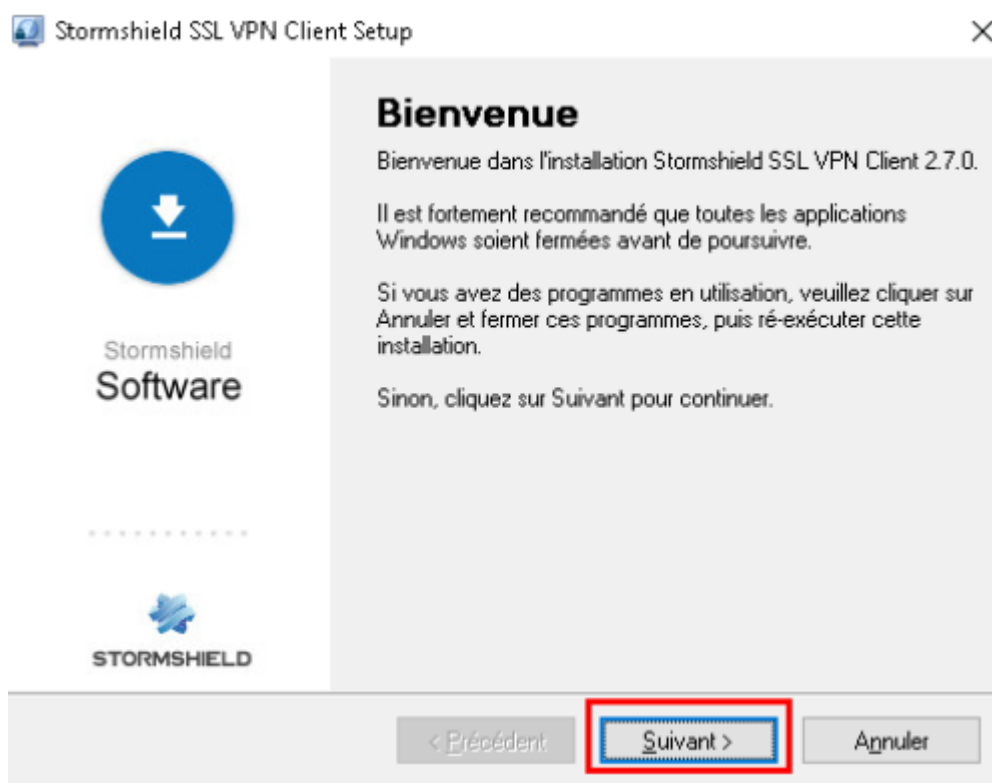 Stormshield SSL VPN Client Setup
Bienvenue
Bienvenue dans l'installation Stormshield SSL VPN Client 2.7.0.
Il est fortement recommandé que toutes les applications
Windows soient fermées avant de poursuivre.
Si vous avez des programmes en utilisation, veuillez cliquer sur
Annuler et fermer ces programmes, puis ré-exécuter cette
installation.
Sinon, cliquez sur Suivant pour continuer.
Stormshield
Software
STORMSHIELD
< Précédent
Suivant >
Annuler